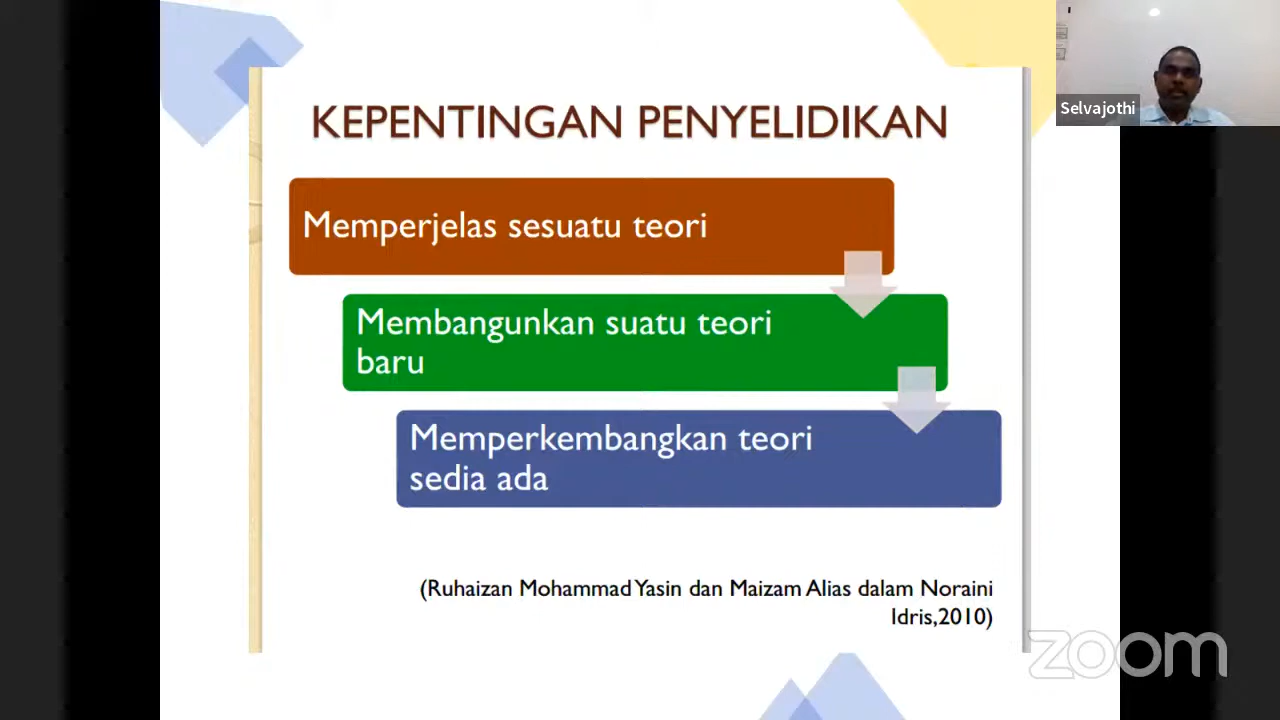 KEPENTINGAN PENYELIDIKAN
Selvajothi
Memperjelas sesuatu teori
Membangunkan suatu teori
baru
Memperkembangkan teori
sedia ada
(Ruhaizan Mohammad Yasin dan Maizam Alias dalam Noraini
Idris,2010)
zoom